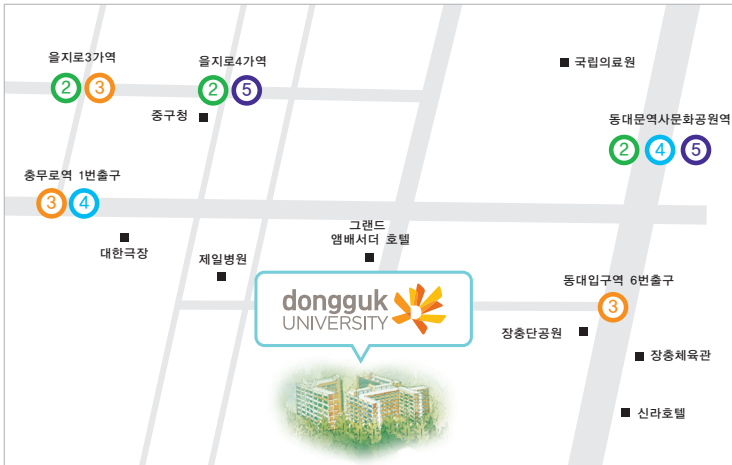 을지로3가역
2 3
을지로4가역
2 5
국립의료원
중구청
동대문역사문화공원역
2 4 5
충무로역 1번출구
3 4
대한극장
제일병원
그랜드
앰배서더 호텔
dongguk
UNIVERSITY
동대입구역 6번출구
3
장충단공원
장충체육관
신라호텔